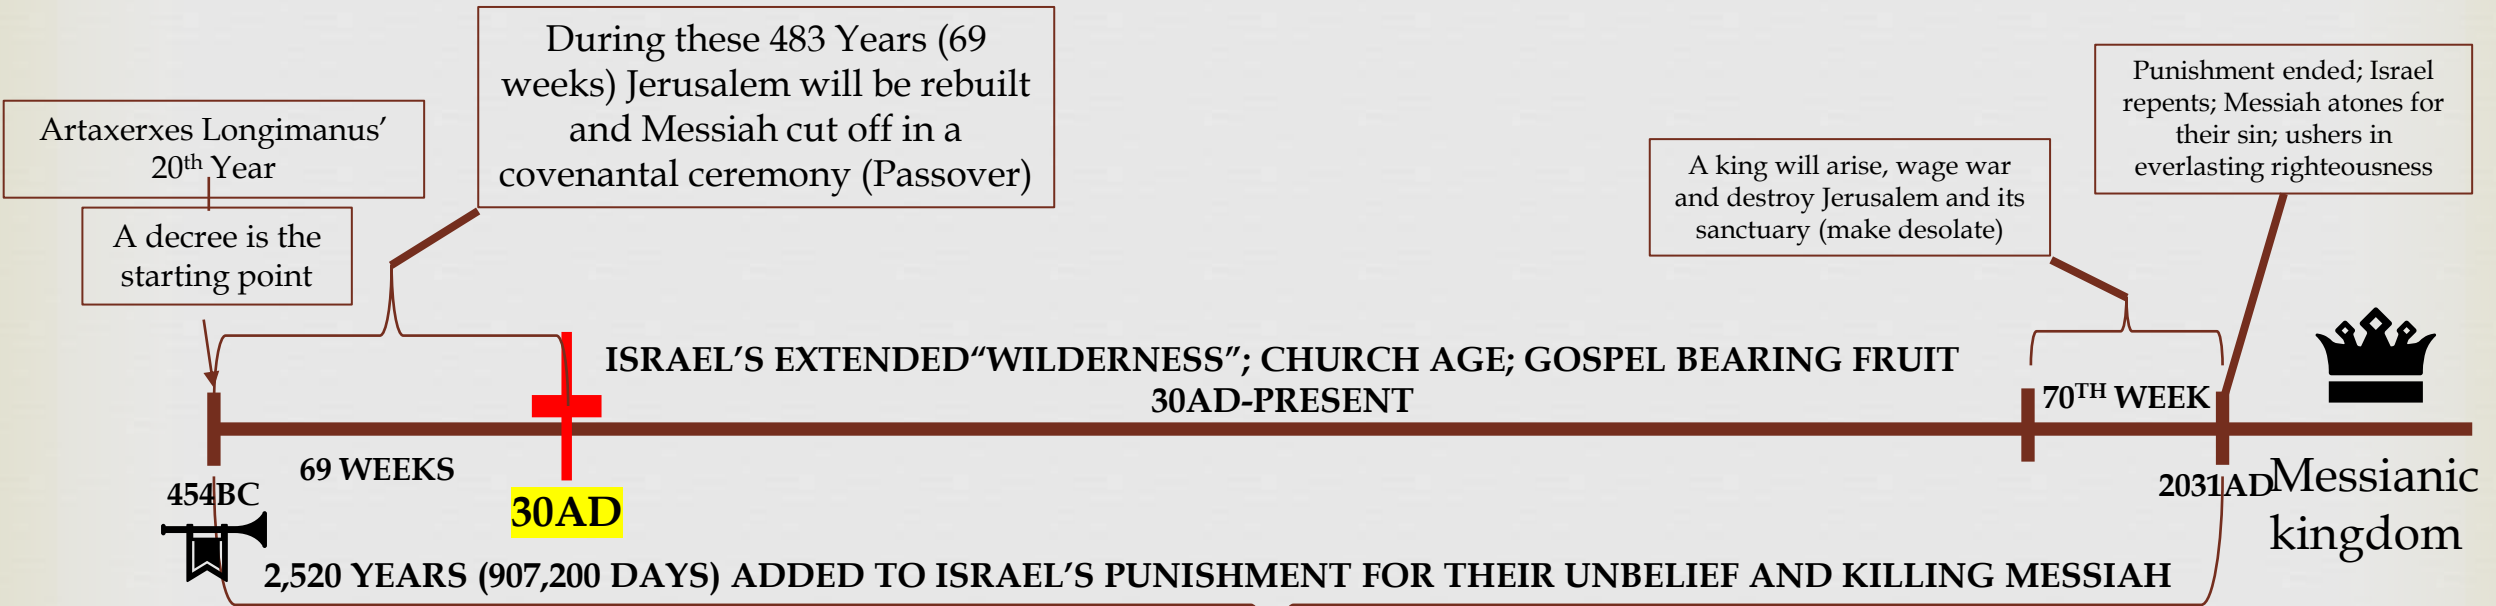 Artaxerxes Longimanus’
20th Year
A decree is the
starting point
During these 483 Years (69
weeks) Jerusalem will be rebuilt
and Messiah cut off in a
covenantal ceremony (Passover)
A king will arise, wage war
and destroy Jerusalem and its
sanctuary (make desolate)
Punishment ended; Israel
repents; Messiah atones for
their sin; ushers in
everlasting righteousness
ISRAEL’S EXTENDED“WILDERNESS”; CHURCH AGE; GOSPEL BEARING FRUIT
30AD-PRESENT
70TH WEEK
69 WEEKS
454BC
30AD
2031AD
Messianic
kingdom
2,520 YEARS (907,200 DAYS) ADDED TO ISRAEL’S PUNISHMENT FOR THEIR UNBELIEF AND KILLING MESSIAH